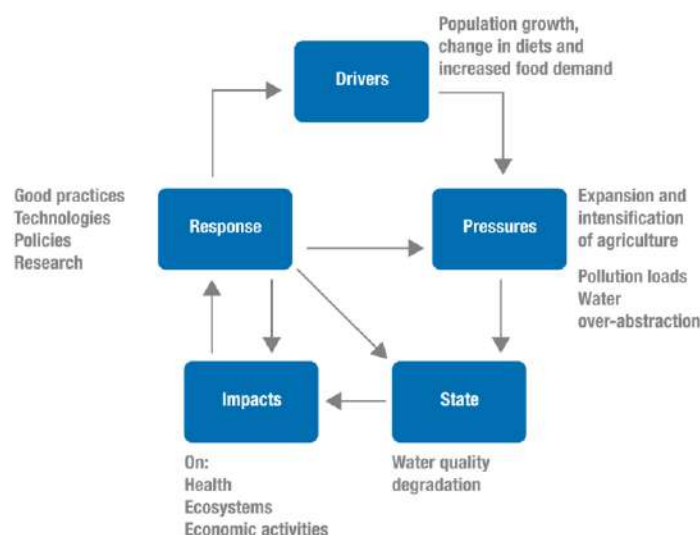 Population growth,
change in diets and
increased food demand
Drivers
Good practices
Technologies
Policies
Research
Response
Pressures
Expansion and
intensification
of agriculture
Pollution loads
Water
over-abstraction
Impacts
State
On:
Health
Ecosystems
Economic activities
Water quality
degradation